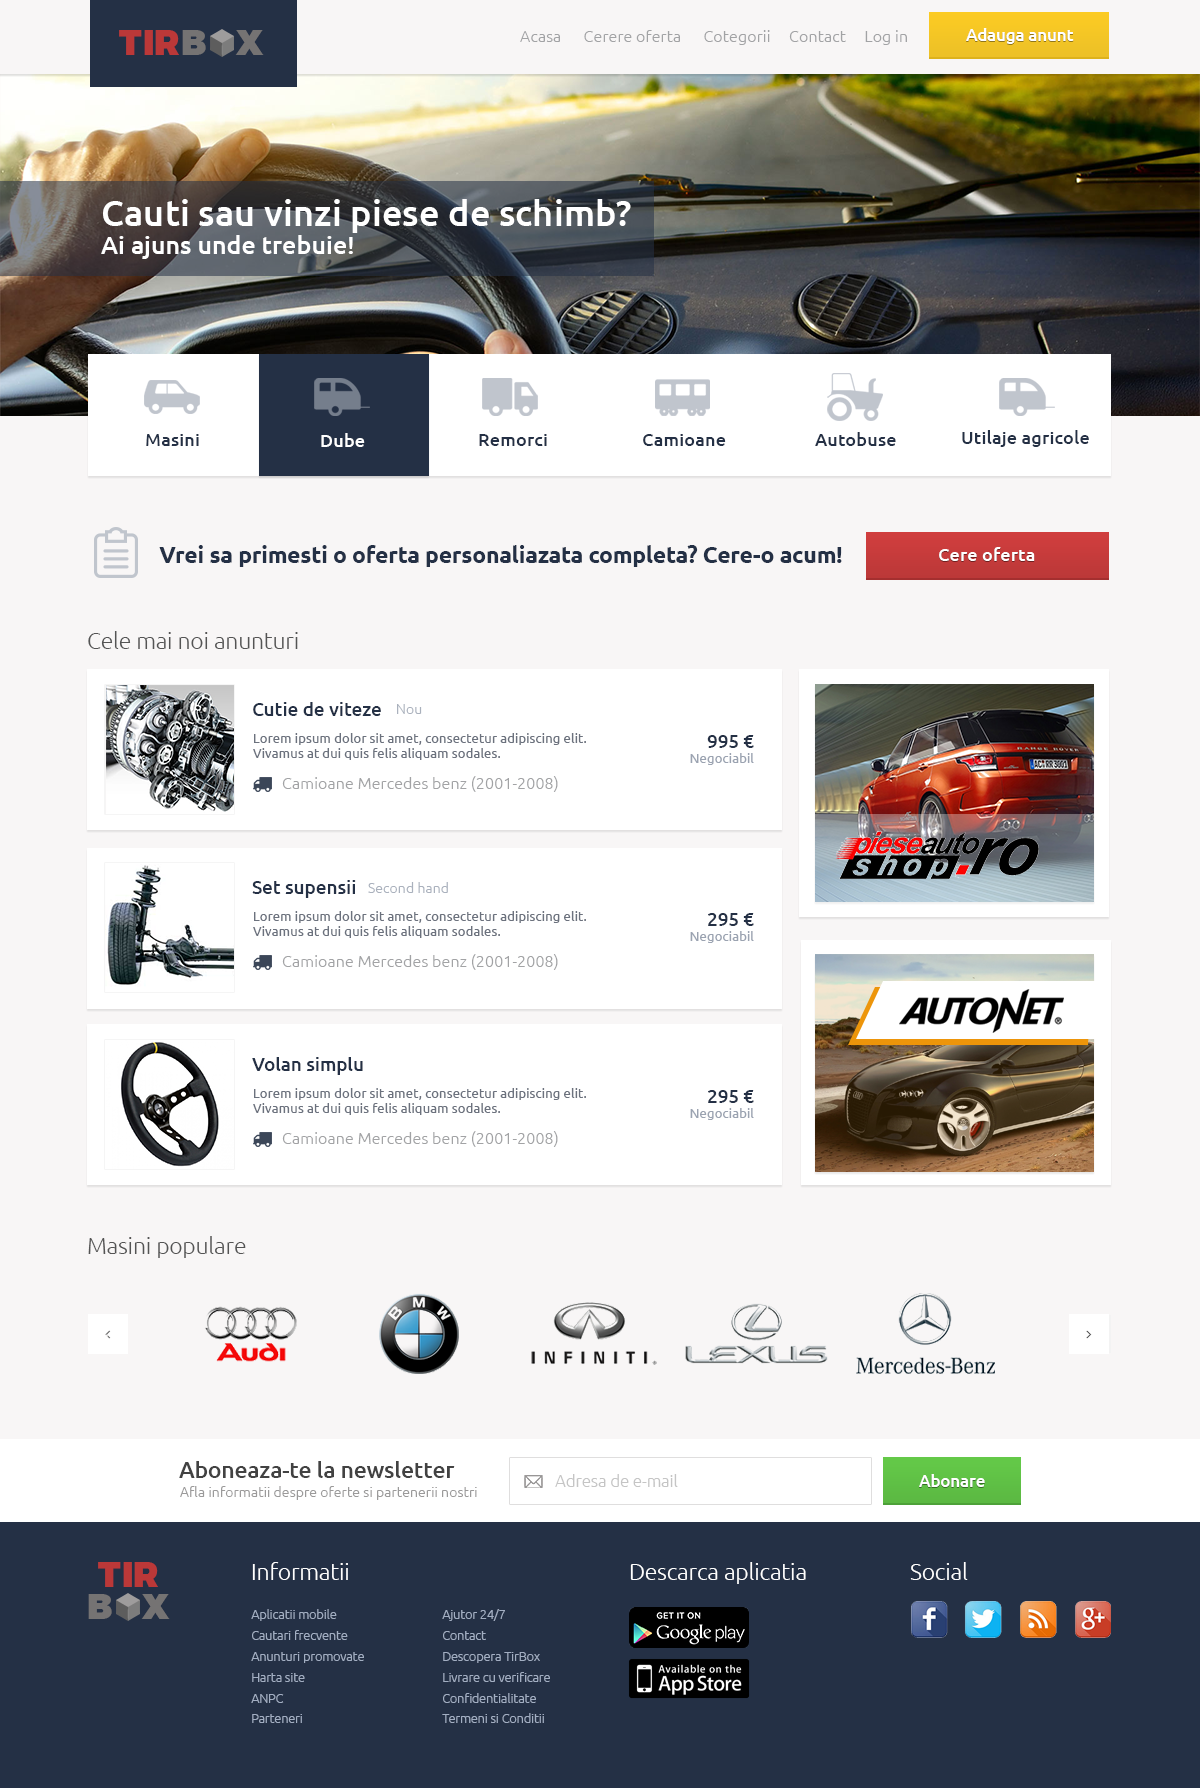 TIRBOX
Acasa
Cerere oferta
Cotegorii
Contact
Log in
Adauga anunt
Cauti sau vinzi piese de schimb?
Ai ajuns unde trebuie!
Masini
Dube
Remorci
Camioane
Autobuse
Utilaje agricole
Vrei sa primesti o oferta personaliazata completa? Cere-o acum!
Cere oferta
Cele mai noi anunturi
Cutie de viteze Nou
Lorem ipsum dolor sit amet, consectetur adipiscing elit.
Vivamus at dui quis felis aliquam sodales.
Camioane Mercedes benz (2001-2008)
995 €
Negociabil
Set supensii Second hand
Lorem ipsum dolor sit amet, consectetur adipiscing elit.
Vivamus at dui quis felis aliquam sodales.
Camioane Mercedes benz (2001-2008)
295 €
Negociabil
Volan simplu
Lorem ipsum dolor sit amet, consectetur adipiscing elit.
Vivamus at dui quis felis aliquam sodales.
Camioane Mercedes benz (2001-2008)
295 €
Negociabil
RANGE ROVER
pieseauto
shop.ro
AUTONET®
Masini populare
Audi
BMW
INFINITI
LEXUS
Mercedes-Benz
Aboneaza-te la newsletter
Afla informatii despre oferte si partenerii nostri
Adresa de e-mail
Abonare
TIR
BOX
Informatii
Aplicatii mobile
Cautari frecvente
Anunturi promovate
Harta site
ANPC
Parteneri
Ajutor 24/7
Contact
Descopera TirBox
Livrare cu verificare
Confidentialitate
Termeni si Conditii
Descarca aplicatia
GET IT ON
Google play
Available on the
App Store
Social
f
g+